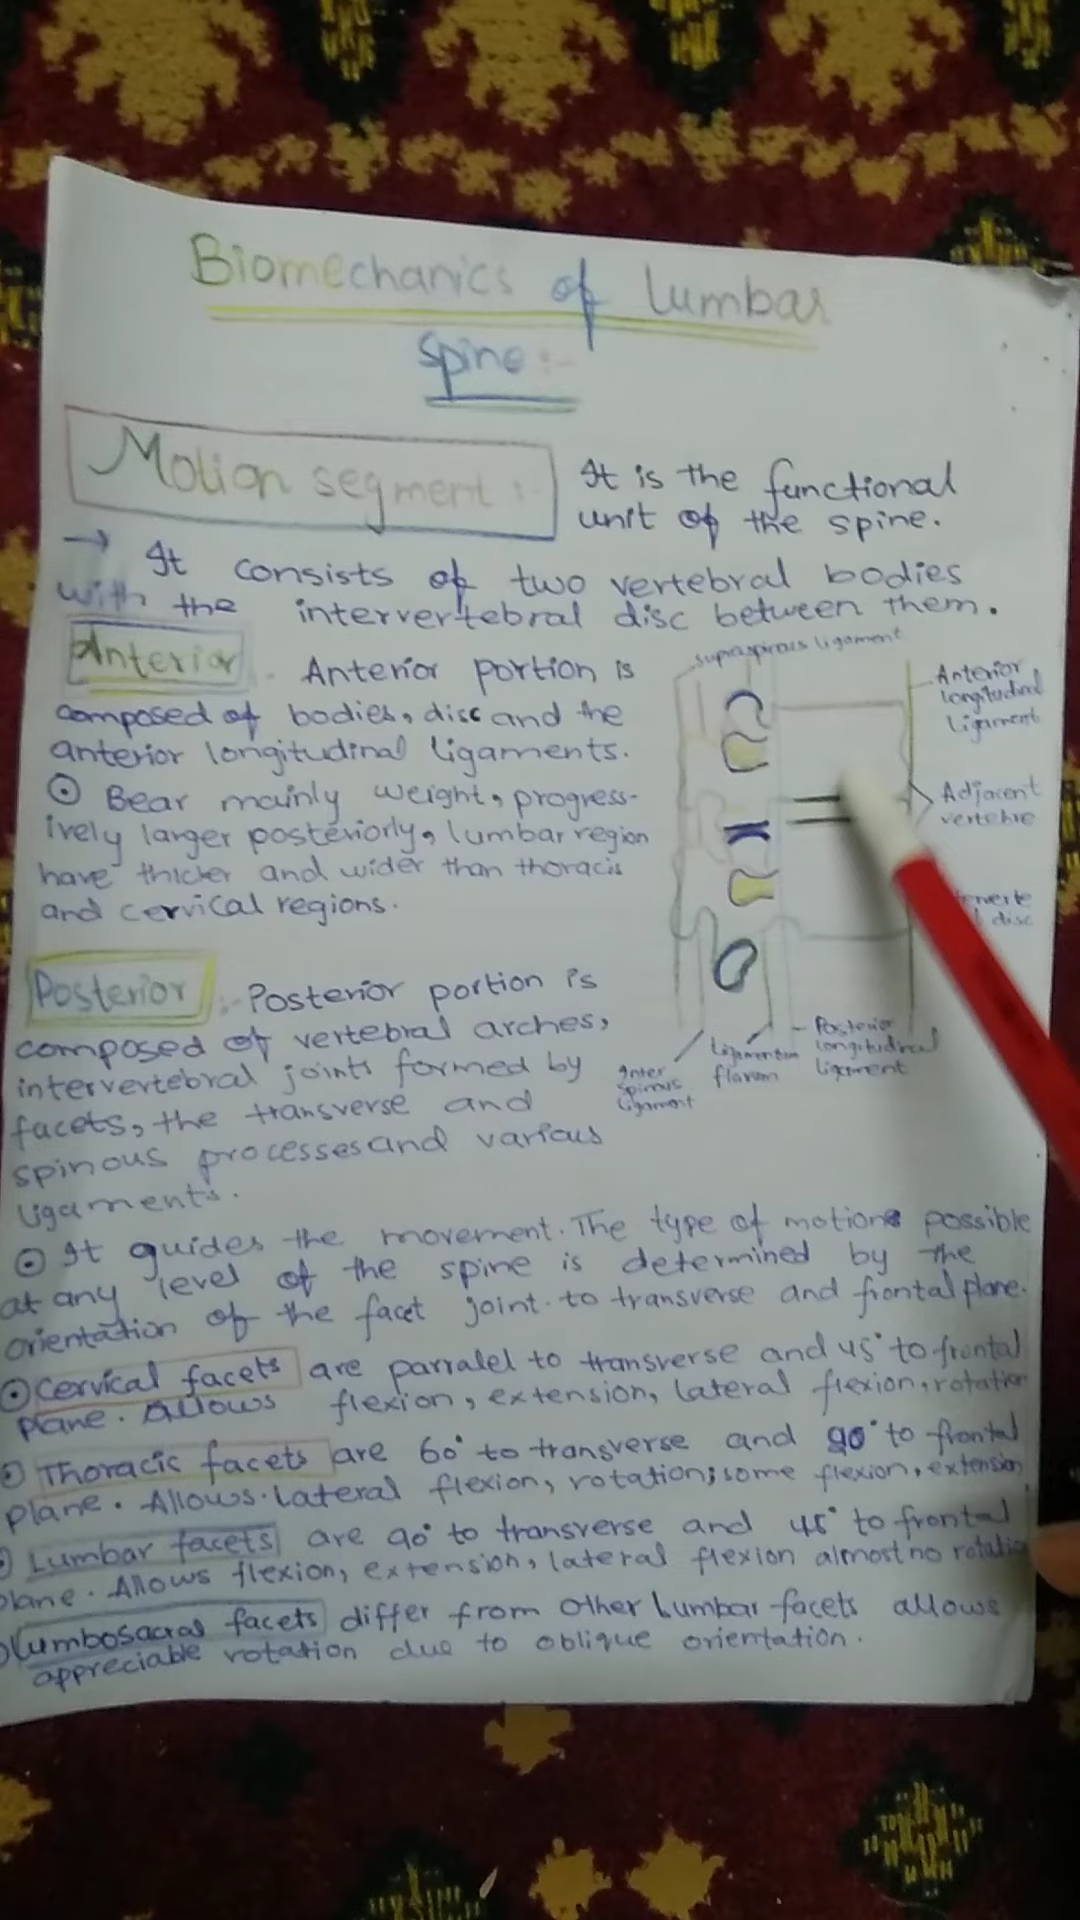 Biomechanics of lumbar
spine:-
Motion segment:-
It is the functional
unit of the spine.
→ It consists of two vertebral bodies
with the intervertebral disc between them.
Anterior :- Anterior portion is
composed of bodies, disc and the
anterior longitudinal ligaments.
⊙ Bear mainly weight, progress-
ively larger posteriorly, lumbar region
have thicker and wider than thoracis
and cervical regions.
supraspinous ligament
Anterior
longitudinal
Ligament
Adjacent
vertebre
disc
Posterior
longitudinal
ligament
Ligamentum
flavum
Inter
spinous
ligament
Posterior :- Posterior portion is
composed of vertebral arches,
intervertebral joints formed by
facets, the transverse and
spinous processes and various
ligaments.
⊙ It guides the movement. The type of motions possible
at any level of the spine is determined by the
orientation of the facet joint. to transverse and frontal plane.
⊙ Cervical facets are parralel to transverse and 45° to frontal
plane. Allows flexion, extension, lateral flexion, rotation
⊙ Thoracic facets are 60° to transverse and 90° to frontal
plane. Allows. Lateral flexion, rotation; some flexion, extension
Lumbar facets are 90° to transverse and 45° to frontal
plane. Allows flexion, extension, lateral flexion almost no rotation
Lumbosacral facets differ from other Lumbar facets allows
appreciable rotation due to oblique orientation.